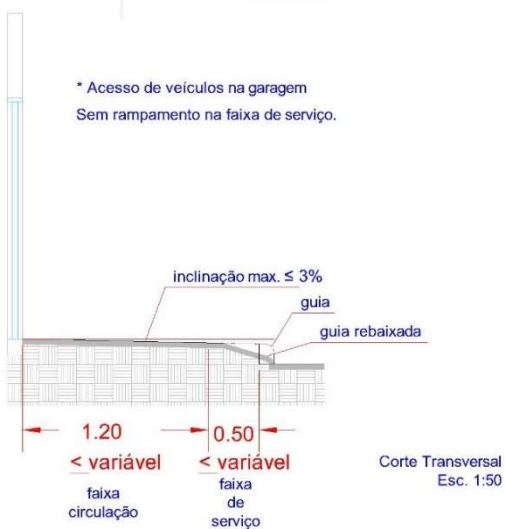 * Acesso de veículos na garagem
Sem rampamento na faixa de serviço.
inclinação max. ≤ 3%
guia
guia rebaixada
1.20
0.50
< variável
< variável
faixa
circulação
faixa
de
serviço
Corte Transversal
Esc. 1:50